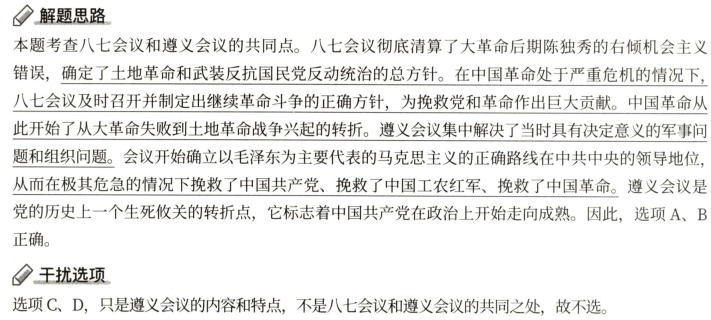 解题思路
本题考查八七会议和遵义会议的共同点。八七会议彻底清算了大革命后期陈独秀的右倾机会主义
错误，确定了土地革命和武装反抗国民党反动统治的总方针。在中国革命处于严重危机的情况下，
八七会议及时召开并制定出继续革命斗争的正确方针，为挽救党和革命作出巨大贡献。中国革命从
此开始了从大革命失败到土地革命战争兴起的转折。遵义会议集中解决了当时具有决定意义的军事问
题和组织问题。会议开始确立以毛泽东为主要代表的马克思主义的正确路线在中共中央的领导地位，
从而在极其危急的情况下挽救了中国共产党、挽救了中国工农红军、挽救了中国革命。遵义会议是
党的历史上一个生死攸关的转折点，它标志着中国共产党在政治上开始走向成熟。因此，选项 A、B
正确。
干扰选项
选项 C、D，只是遵义会议的内容和特点，不是八七会议和遵义会议的共同之处，故不选。